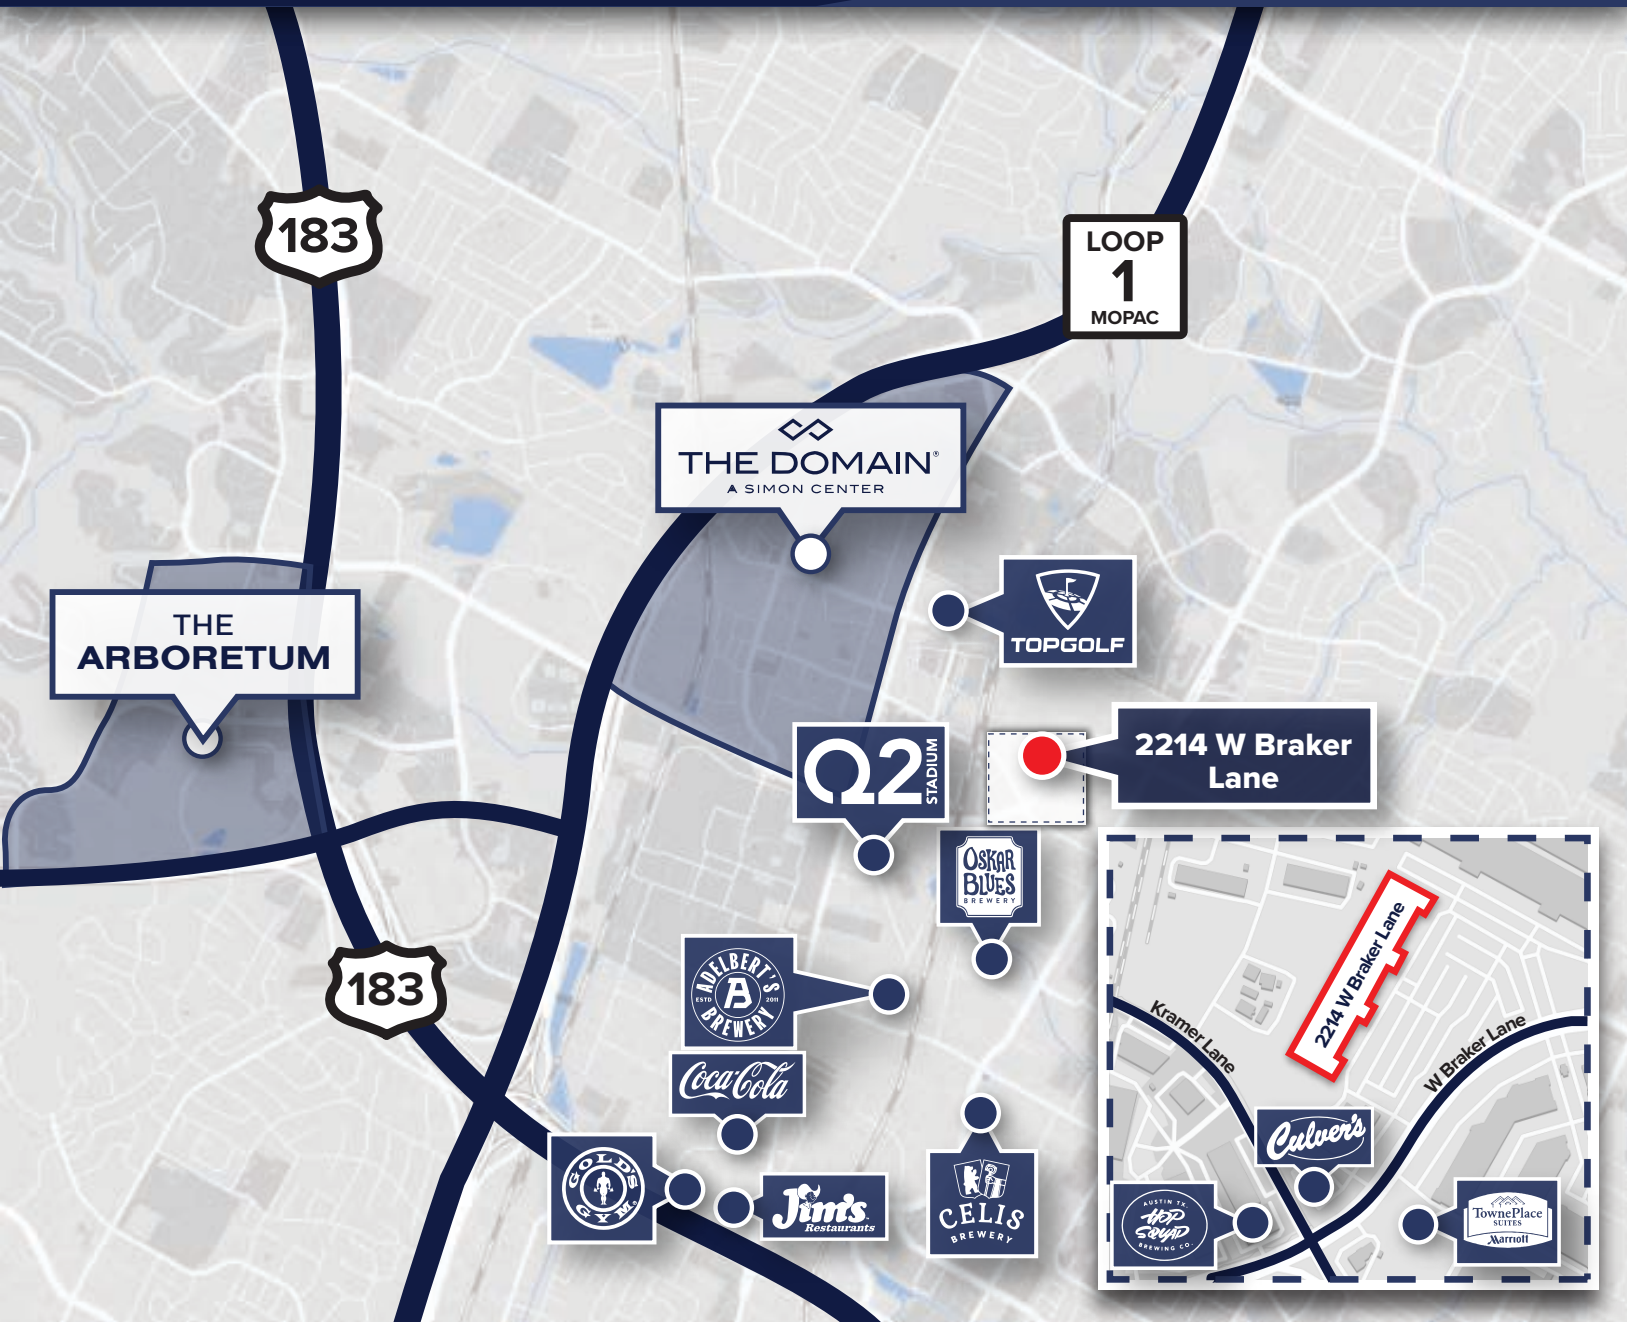 183
LOOP
1
MOPAC
THE DOMAIN®
A SIMON CENTER
THE
ARBORETUM
TOPGOLF
Q2
STADIUM
2214 W Braker
Lane
OSKAR
BLUES
BREWERY
183
ADELBERT'S
ESTD
2011
BREWERY
Coca-Cola
GOLD'S
GYM
Jim's
Restaurants
CELIS
BREWERY
2214 W Braker Lane
Kramer Lane
W Braker Lane
Culver's
AUSTIN TX.
HOP
SQUAD
BREWING CO.
TownePlace
SUITES
Marriott